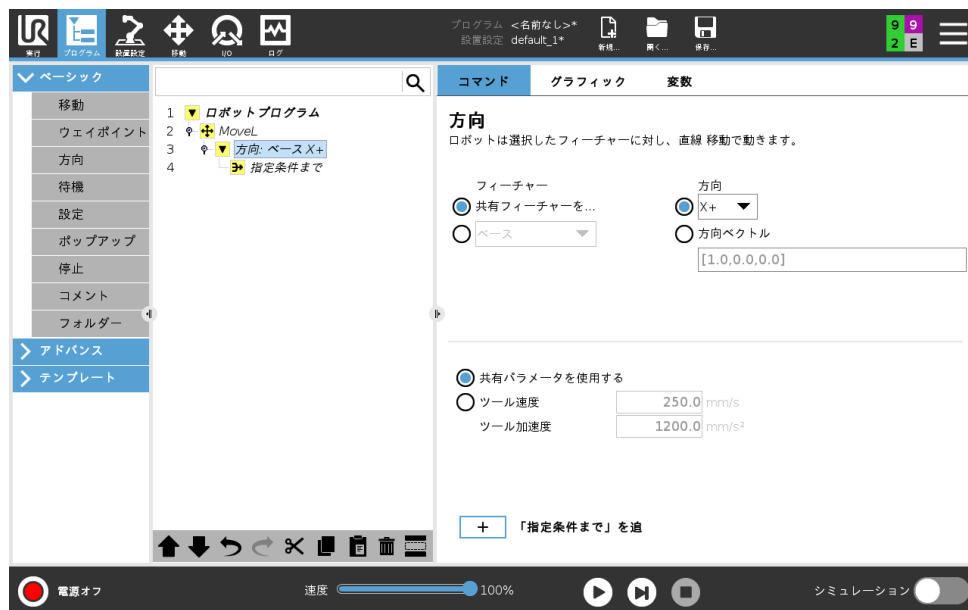 プログラム <名前なし>*
設置設定 default_1*
実行
プログラム
設置設定
移動
I/O
ログ
新規...
開く...
保存...
9 9
2 E
ベーシック
移動
ウェイポイント
方向
待機
設定
ポップアップ
停止
コメント
フォルダー
アドバンス
テンプレート
1 ロボットプログラム
2 MoveL
3 方向: ベース X+
4 指定条件まで
コマンド グラフィック 変数
方向
ロボットは選択したフィーチャーに対し、直線 移動で動きます。
フィーチャー 方向
共有フィーチャーを... X+
ベース 方向ベクトル
[1.0,0.0,0.0]
共有パラメータを使用する
ツール速度 250.0 mm/s
ツール加速度 1200.0 mm/s²
+ 「指定条件まで」を追
電源オフ 速度 100% シミュレーション